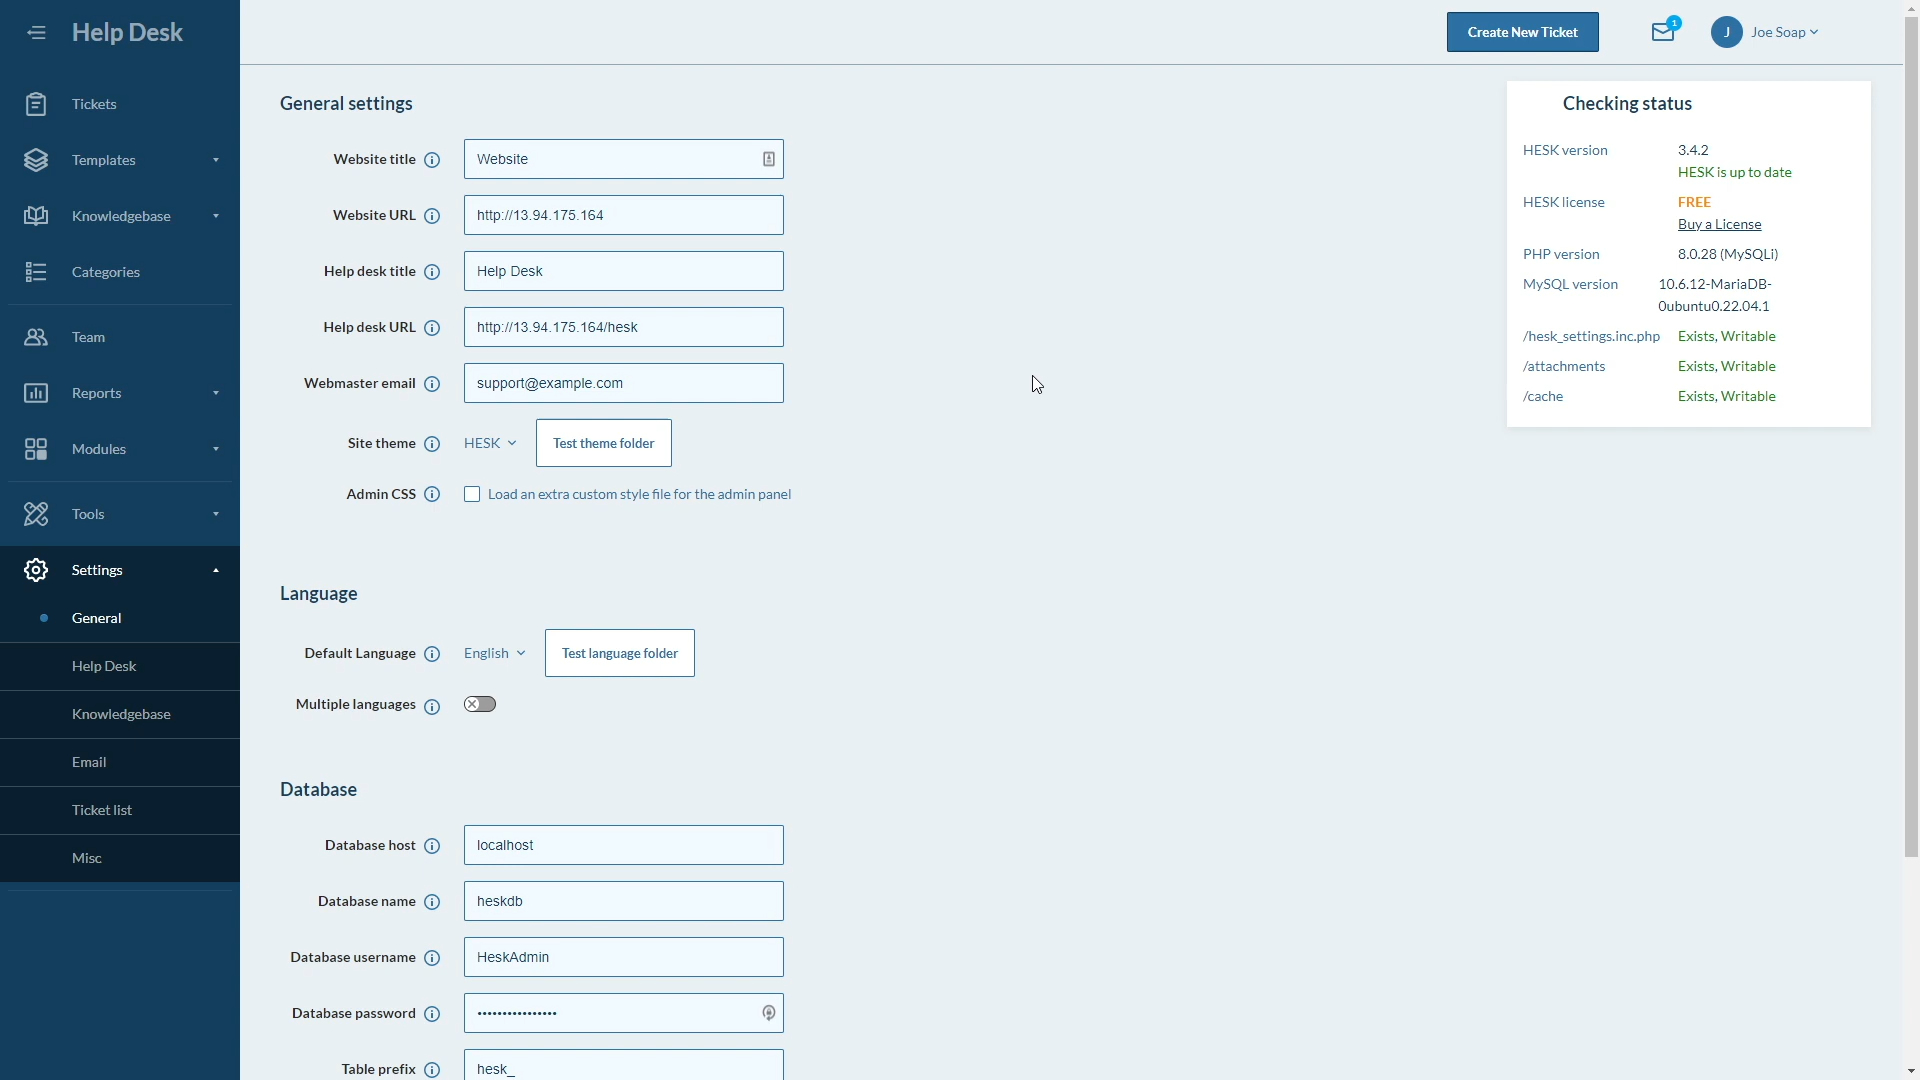 Help Desk
Create New Ticket
1
J
Joe Soap
Tickets
Templates
Knowledgebase
Categories
Team
Reports
Modules
Tools
Settings
General
Help Desk
Knowledgebase
Email
Ticket list
Misc
General settings
Website title
Website
Website URL
http://13.94.175.164
Help desk title
Help Desk
Help desk URL
http://13.94.175.164/hesk
Webmaster email
support@example.com
Site theme
HESK
Test theme folder
Admin CSS
Load an extra custom style file for the admin panel
Language
Default Language
English
Test language folder
Multiple languages
Database
Database host
localhost
Database name
heskdb
Database username
HeskAdmin
Database password
••••••••••••••••
Table prefix
hesk_
Checking status
HESK version
3.4.2
HESK is up to date
HESK license
FREE
Buy a License
PHP version
8.0.28 (MySQLi)
MySQL version
10.6.12-MariaDB-
0ubuntu0.22.04.1
/hesk_settings.inc.php
Exists, Writable
/attachments
Exists, Writable
/cache
Exists, Writable